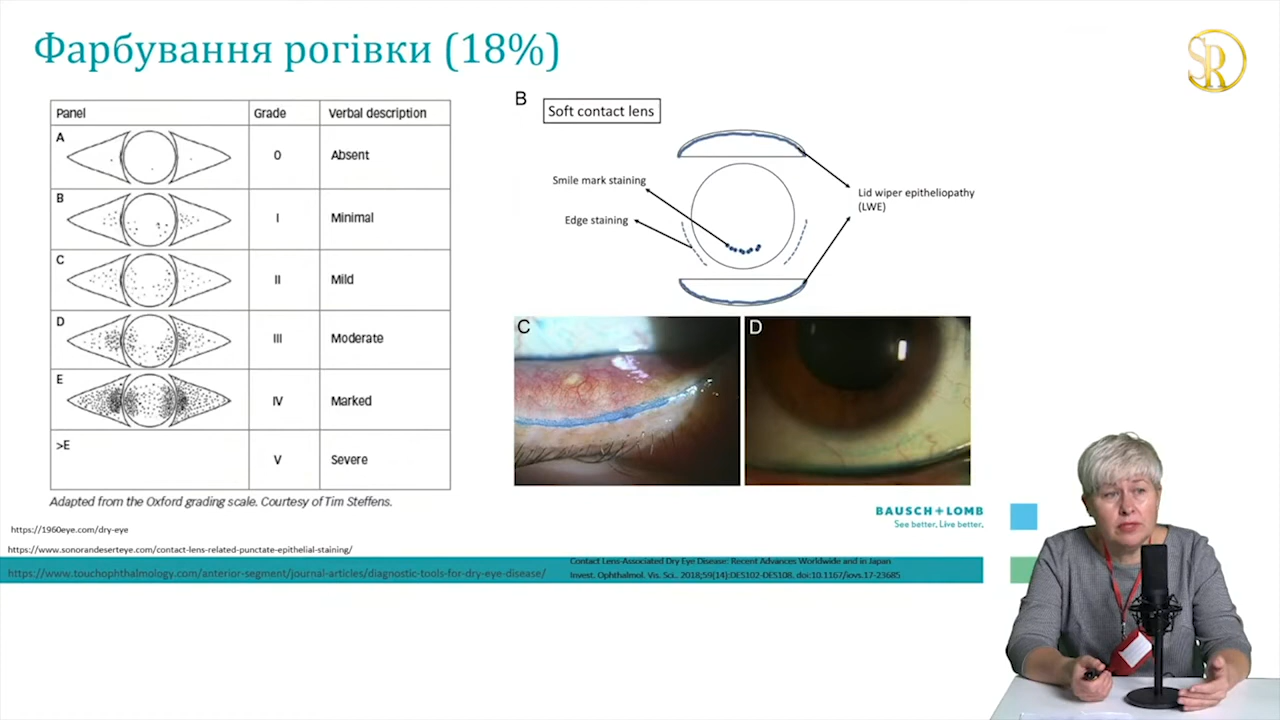 Фарбування рогівки (18%)
SR
Panel Grade Verbal description
A 0 Absent
B I Minimal
C II Mild
D III Moderate
E IV Marked
>E V Severe
Adapted from the Oxford grading scale. Courtesy of Tim Steffens.
B
Soft contact lens
Smile mark staining
Edge staining
Lid wiper epitheliopathy
(LWE)
C
D
BAUSCH + LOMB
See better. Live better.
https://1960eye.com/dry-eye
https://www.sonorandeserteye.com/contact-lens-related-punctate-epithelial-staining/
https://www.touchophthalmology.com/anterior-segment/journal-articles/diagnostic-tools-for-dry-eye-disease/
Contact Lens-Associated Dry Eye Disease: Recent Advances Worldwide and in Japan
Invest. Ophthalmol. Vis. Sci.. 2018;59(14):DES102-DES108. doi:10.1167/iovs.17-23685